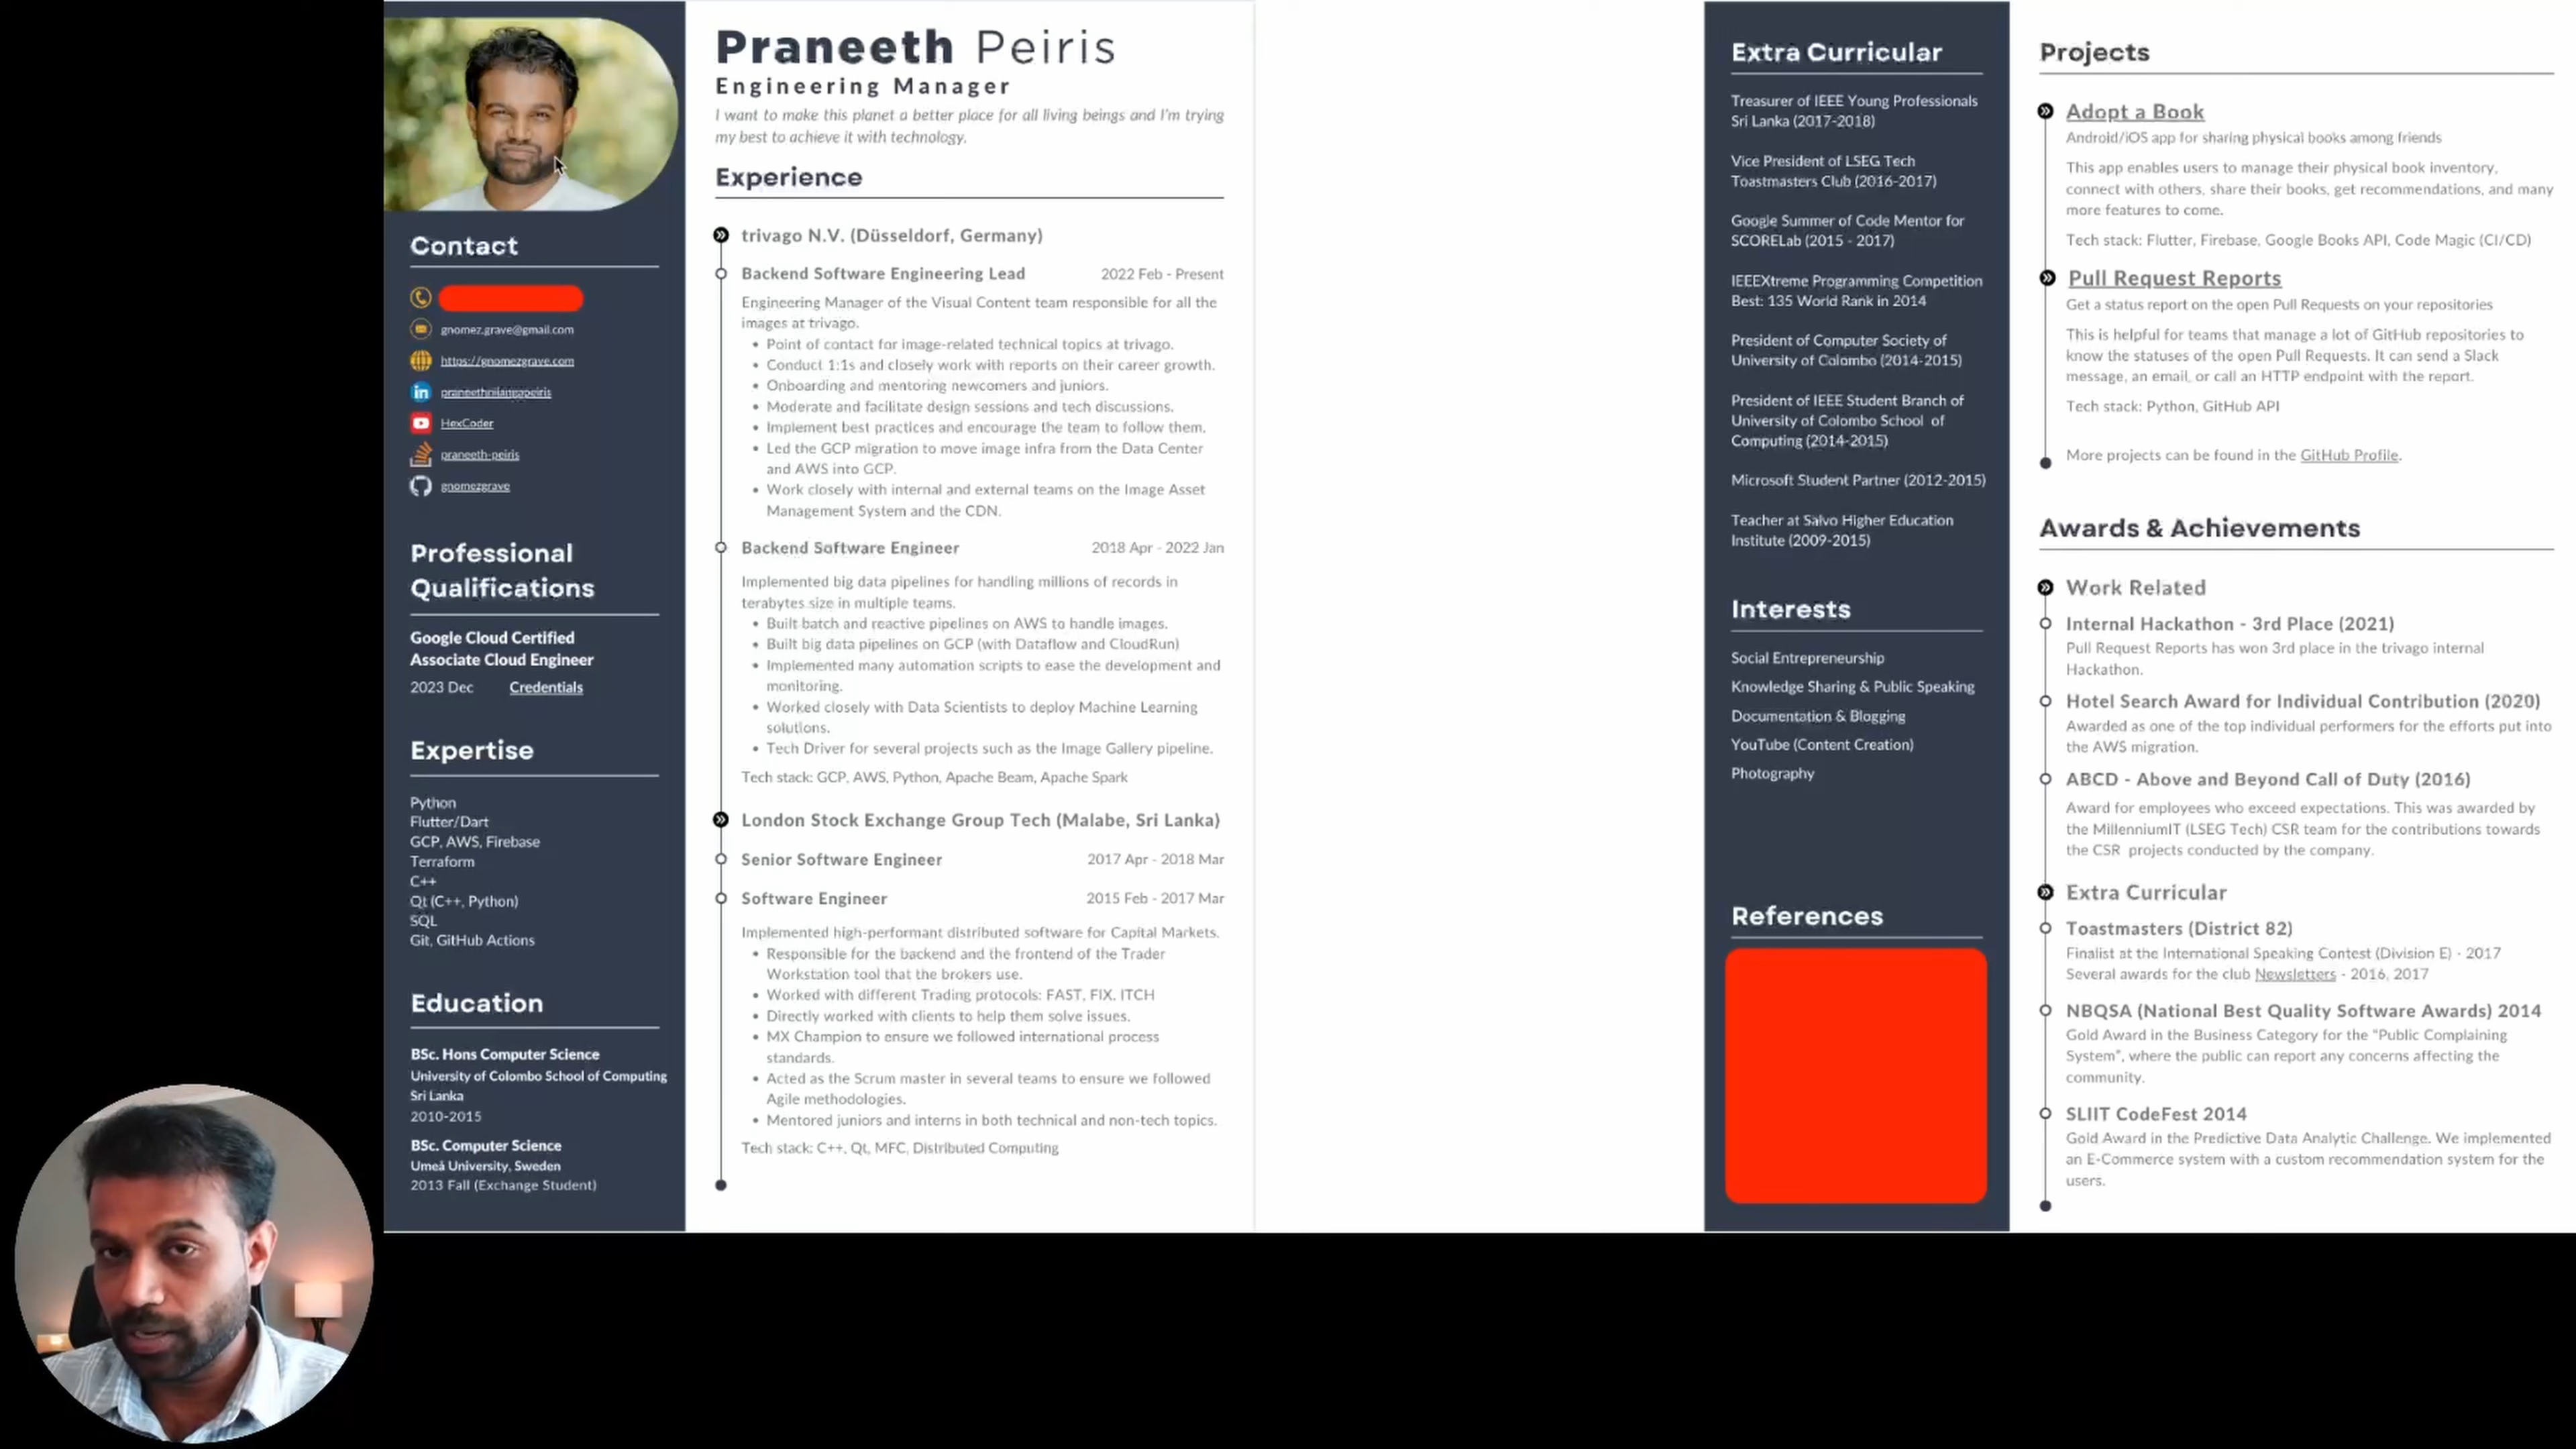 Praneeth Peiris
Engineering Manager
I want to make this planet a better place for all living beings and I'm trying
my best to achieve it with technology.
Contact
gnomez.grave@gmail.com
https://gnomezgrave.com
praneethnilangapeiris
HexCoder
praneeth-peiris
gnomezgrave
Professional
Qualifications
Google Cloud Certified
Associate Cloud Engineer
2023 Dec Credentials
Expertise
Python
Flutter/Dart
GCP, AWS, Firebase
Terraform
C++
Qt (C++, Python)
SQL
Git, GitHub Actions
Education
BSc. Hons Computer Science
University of Colombo School of Computing
Sri Lanka
2010-2015
BSc. Computer Science
Umeå University, Sweden
2013 Fall (Exchange Student)
Experience
trivago N.V. (Düsseldorf, Germany)
Backend Software Engineering Lead 2022 Feb - Present
Engineering Manager of the Visual Content team responsible for all the
images at trivago.
• Point of contact for image-related technical topics at trivago.
• Conduct 1:1s and closely work with reports on their career growth.
• Onboarding and mentoring newcomers and juniors.
• Moderate and facilitate design sessions and tech discussions.
• Implement best practices and encourage the team to follow them.
• Led the GCP migration to move image infra from the Data Center
and AWS into GCP.
• Work closely with internal and external teams on the Image Asset
Management System and the CDN.
Backend Software Engineer 2018 Apr - 2022 Jan
Implemented big data pipelines for handling millions of records in
terabytes size in multiple teams.
• Built batch and reactive pipelines on AWS to handle images.
• Built big data pipelines on GCP (with Dataflow and CloudRun)
• Implemented many automation scripts to ease the development and
monitoring.
• Worked closely with Data Scientists to deploy Machine Learning
solutions.
• Tech Driver for several projects such as the Image Gallery pipeline.
Tech stack: GCP, AWS, Python, Apache Beam, Apache Spark
London Stock Exchange Group Tech (Malabe, Sri Lanka)
Senior Software Engineer 2017 Apr - 2018 Mar
Software Engineer 2015 Feb - 2017 Mar
Implemented high-performant distributed software for Capital Markets.
• Responsible for the backend and the frontend of the Trader
Workstation tool that the brokers use.
• Worked with different Trading protocols: FAST, FIX, ITCH
• Directly worked with clients to help them solve issues.
• MX Champion to ensure we followed international process
standards.
• Acted as the Scrum master in several teams to ensure we followed
Agile methodologies.
• Mentored juniors and interns in both technical and non-tech topics.
Tech stack: C++, Qt, MFC, Distributed Computing
Extra Curricular
Treasurer of IEEE Young Professionals
Sri Lanka (2017-2018)
Vice President of LSEG Tech
Toastmasters Club (2016-2017)
Google Summer of Code Mentor for
SCORELab (2015 - 2017)
IEEEXtreme Programming Competition
Best: 135 World Rank in 2014
President of Computer Society of
University of Colombo (2014-2015)
President of IEEE Student Branch of
University of Colombo School of
Computing (2014-2015)
Microsoft Student Partner (2012-2015)
Teacher at Salvo Higher Education
Institute (2009-2015)
Interests
Social Entrepreneurship
Knowledge Sharing & Public Speaking
Documentation & Blogging
YouTube (Content Creation)
Photography
References
Projects
Adopt a Book
Android/iOS app for sharing physical books among friends
This app enables users to manage their physical book inventory,
connect with others, share their books, get recommendations, and many
more features to come.
Tech stack: Flutter, Firebase, Google Books API, Code Magic (CI/CD)
Pull Request Reports
Get a status report on the open Pull Requests on your repositories
This is helpful for teams that manage a lot of GitHub repositories to
know the statuses of the open Pull Requests. It can send a Slack
message, an email, or call an HTTP endpoint with the report.
Tech stack: Python, GitHub API
More projects can be found in the GitHub Profile.
Awards & Achievements
Work Related
Internal Hackathon - 3rd Place (2021)
Pull Request Reports has won 3rd place in the trivago internal
Hackathon.
Hotel Search Award for Individual Contribution (2020)
Awarded as one of the top individual performers for the efforts put into
the AWS migration.
ABCD - Above and Beyond Call of Duty (2016)
Award for employees who exceed expectations. This was awarded by
the MillenniumIT (LSEG Tech) CSR team for the contributions towards
the CSR projects conducted by the company.
Extra Curricular
Toastmasters (District 82)
Finalist at the International Speaking Contest (Division E) - 2017
Several awards for the club Newsletters - 2016, 2017
NBQSA (National Best Quality Software Awards) 2014
Gold Award in the Business Category for the "Public Complaining
System", where the public can report any concerns affecting the
community.
SLIIT CodeFest 2014
Gold Award in the Predictive Data Analytic Challenge. We implemented
an E-Commerce system with a custom recommendation system for the
users.